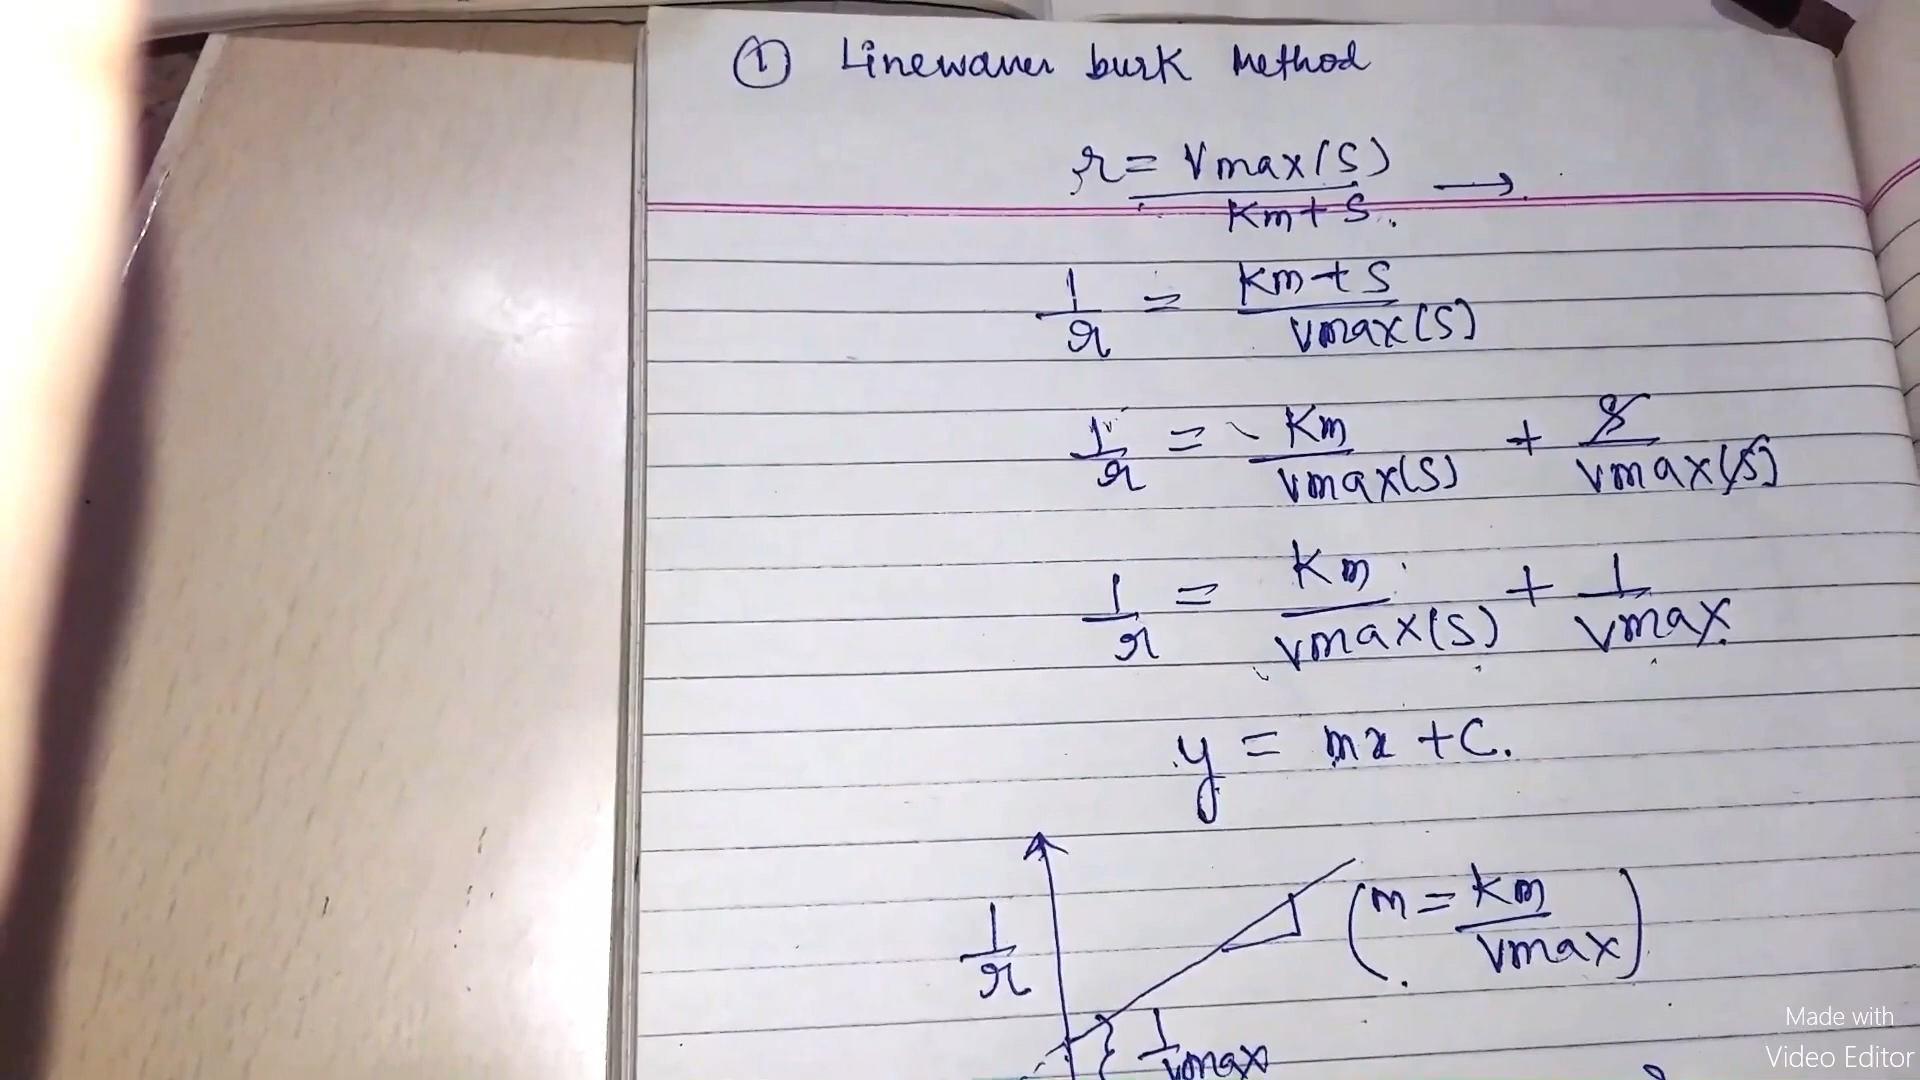 ① Linewaver burk Method
r = Vmax(S) / Km + S →
1/r = Km + S / Vmax(S)
1/r = Km / Vmax(S) + S / Vmax(S)
1/r = Km / Vmax(S) + 1 / Vmax
y = mx + C.
1/r
(m = Km / Vmax)
1 / Vmax
Made with
Video Editor